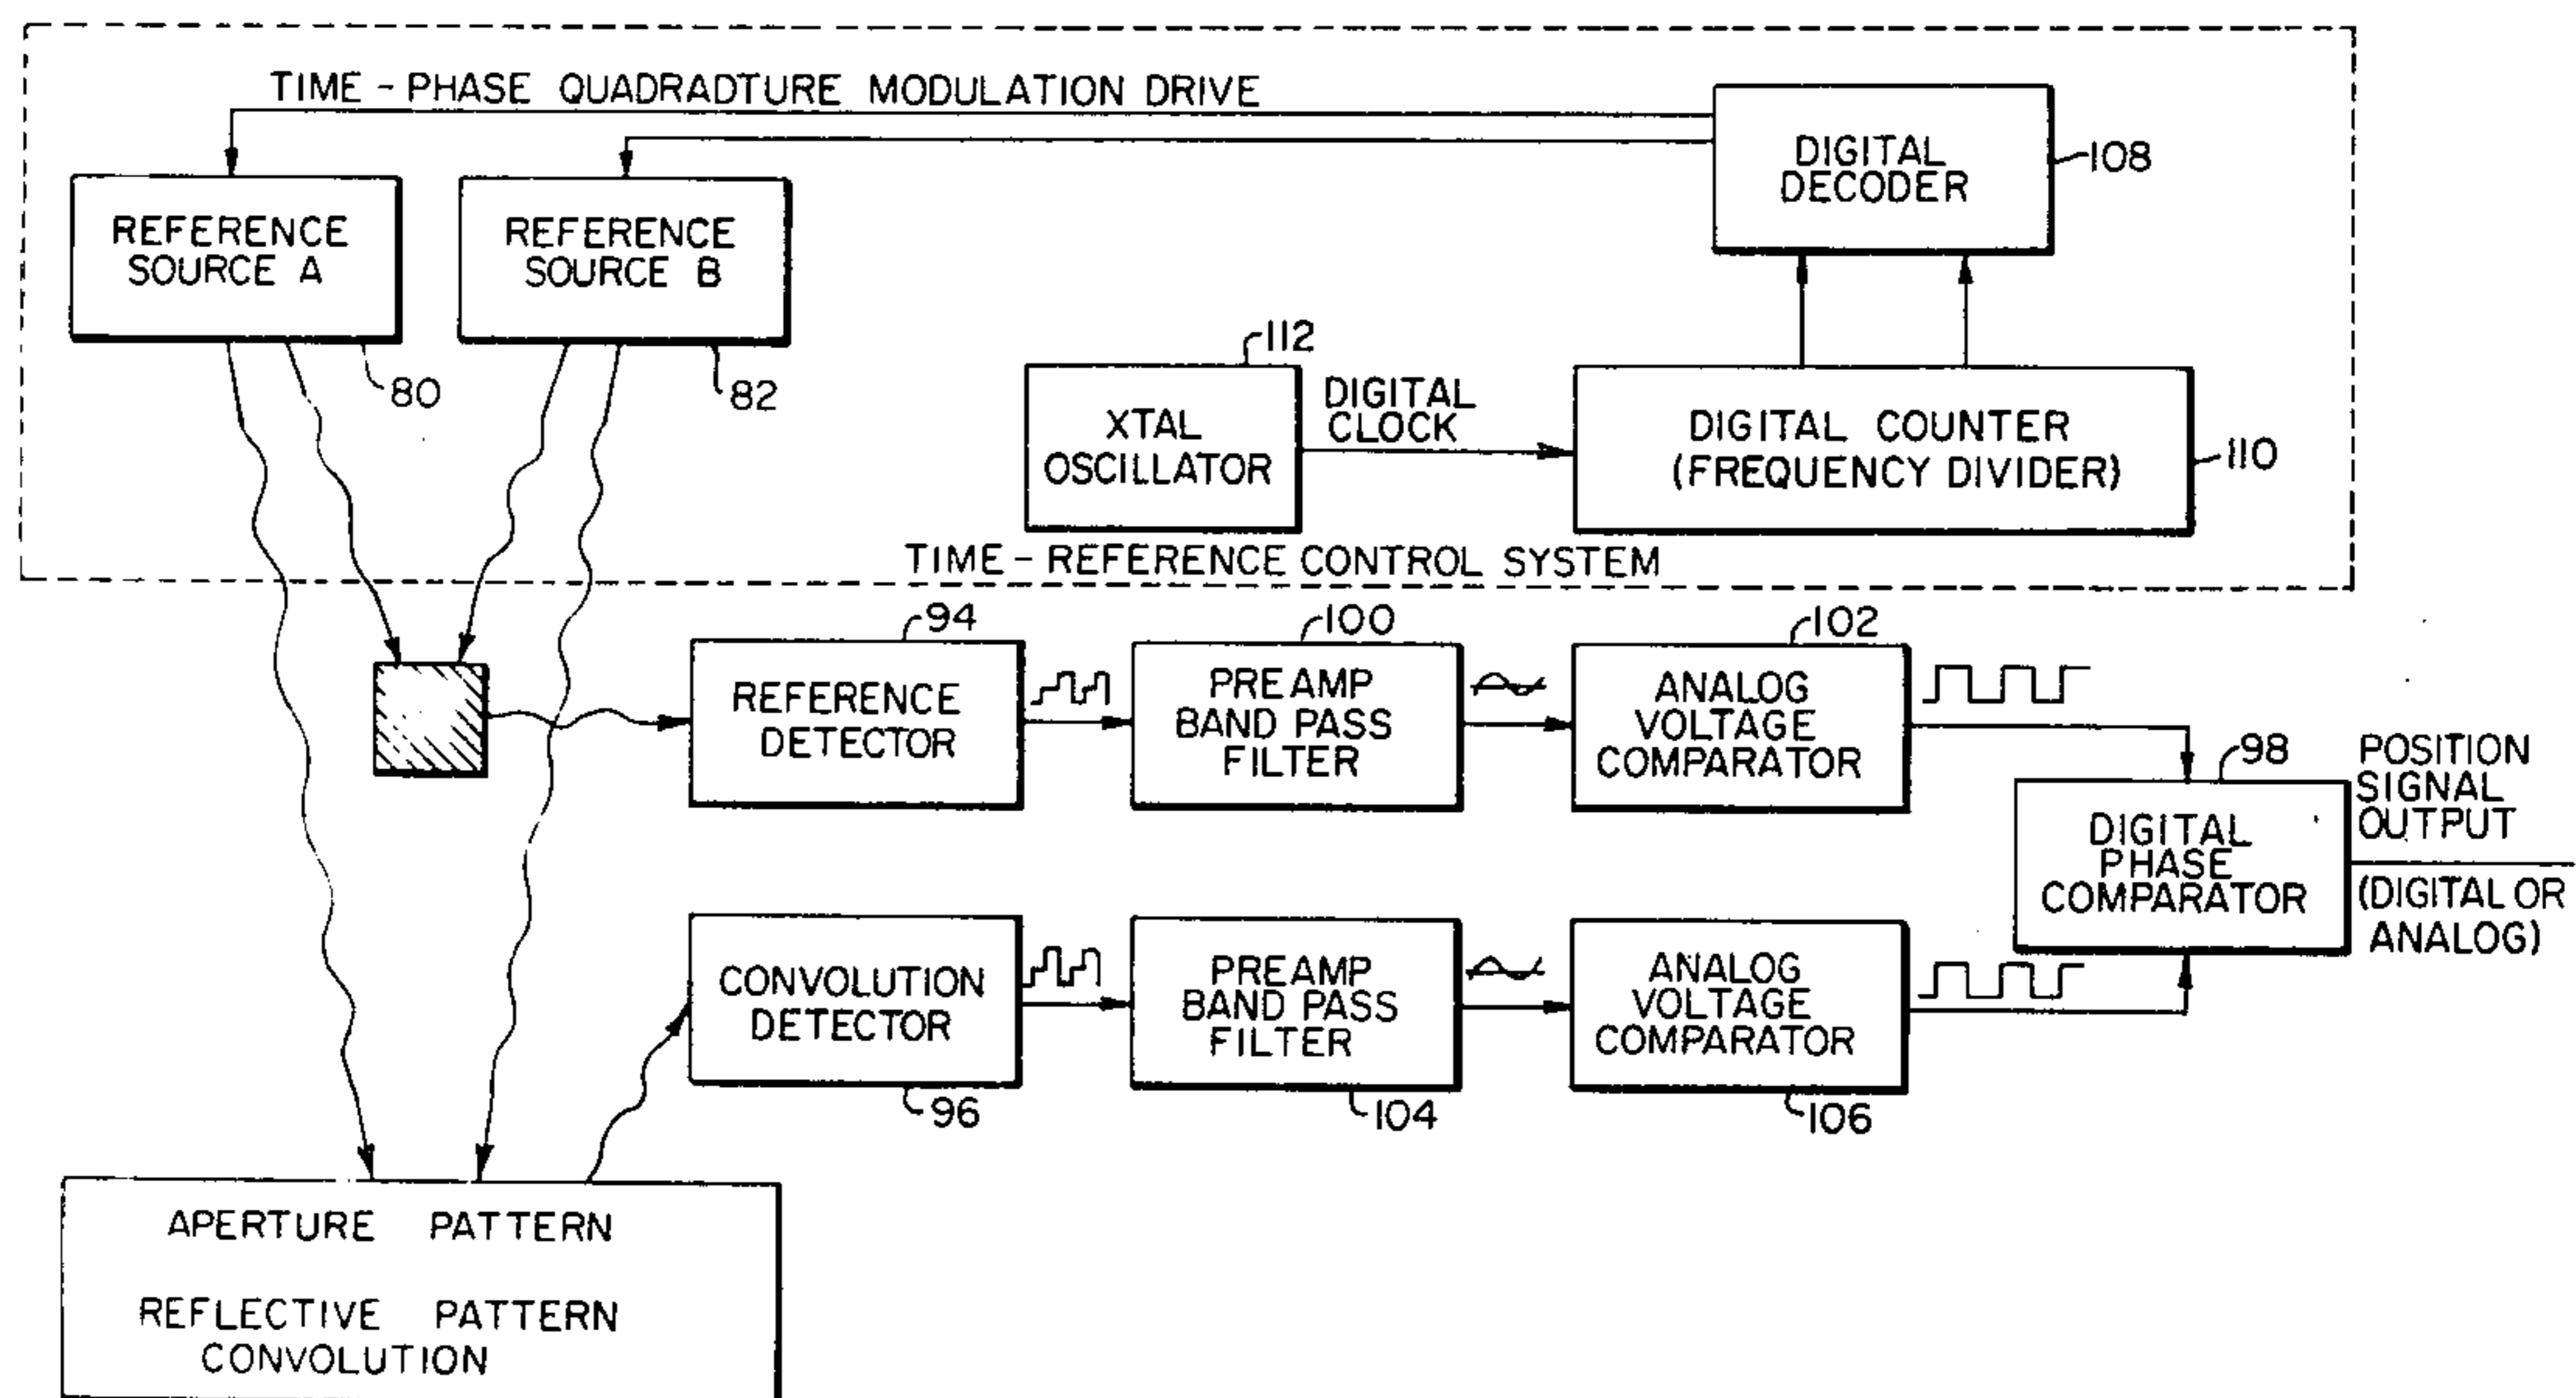 TIME - PHASE QUADRADTURE MODULATION DRIVE
DIGITAL
DECODER
108
REFERENCE
SOURCE A
80
REFERENCE
SOURCE B
82
112
XTAL
OSCILLATOR
DIGITAL
CLOCK
DIGITAL COUNTER
(FREQUENCY DIVIDER)
110
TIME - REFERENCE CONTROL SYSTEM
94
REFERENCE
DETECTOR
100
PREAMP
BAND PASS
FILTER
102
ANALOG
VOLTAGE
COMPARATOR
98
DIGITAL
PHASE
COMPARATOR
POSITION
SIGNAL
OUTPUT
(DIGITAL OR
ANALOG)
CONVOLUTION
DETECTOR
96
PREAMP
BAND PASS
FILTER
104
ANALOG
VOLTAGE
COMPARATOR
106
APERTURE PATTERN
REFLECTIVE PATTERN
CONVOLUTION